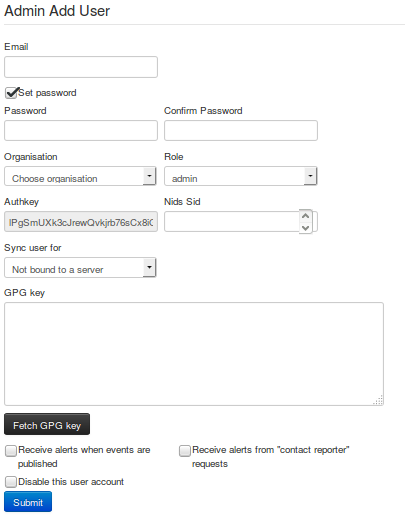 Admin Add User
Email
Set password
Password Confirm Password
Organisation Role
Choose organisation admin
Authkey Nids Sid
lPgSmUXk3cJrewQvkjrb76sCx8iC
Sync user for
Not bound to a server
GPG key
Fetch GPG key
Receive alerts when events are published
Receive alerts from "contact reporter" requests
Disable this user account
Submit